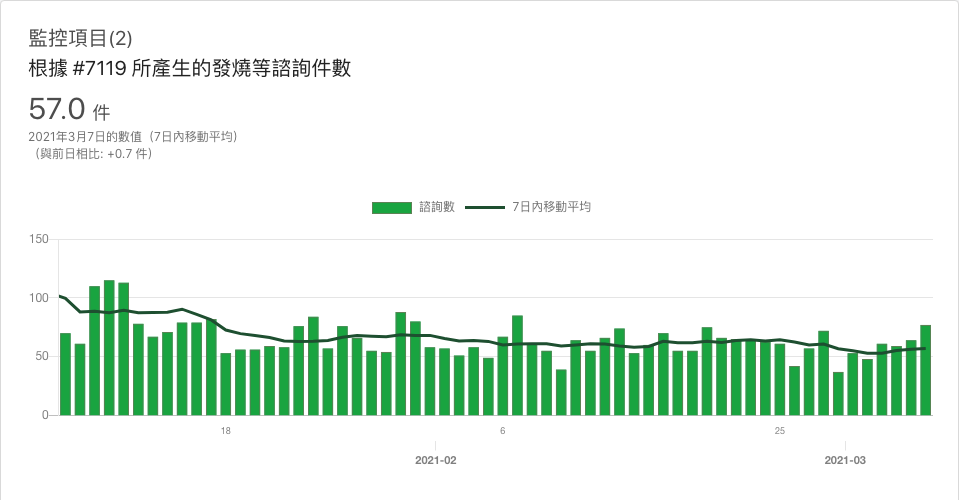 監控項目(2)
根據 #7119 所產生的發燒等諮詢件數
57.0 件
2021年3月7日的數值（7日內移動平均）
（與前日相比: +0.7 件）
諮詢數 7日內移動平均
150
100
50
0
18 6 25
2021-02 2021-03